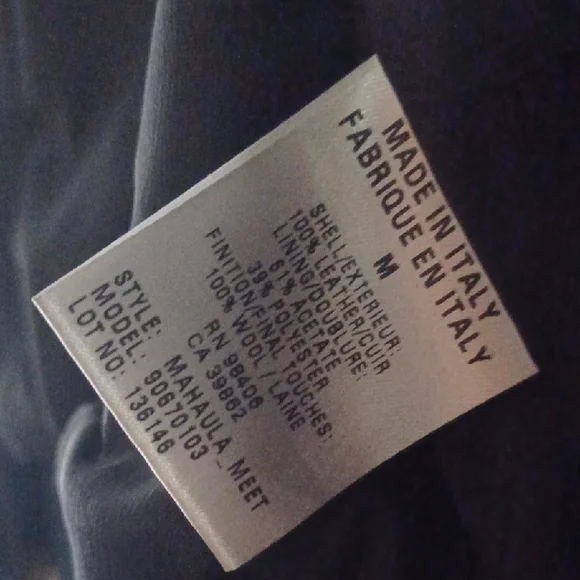 MADE IN ITALY
FABRIQUE EN ITALY
M
SHELL/EXTERIEUR:
100% LEATHER/CUIR
LINING/DOUBLURE:
61% ACETATE
39% POLYESTER
FINITION/FINAL TOUCHES:
100% WOOL / LAINE
RN 98406
CA 39862
STYLE: MAHAULA_MEET
MODEL: 90670103
LOT NO: 136146